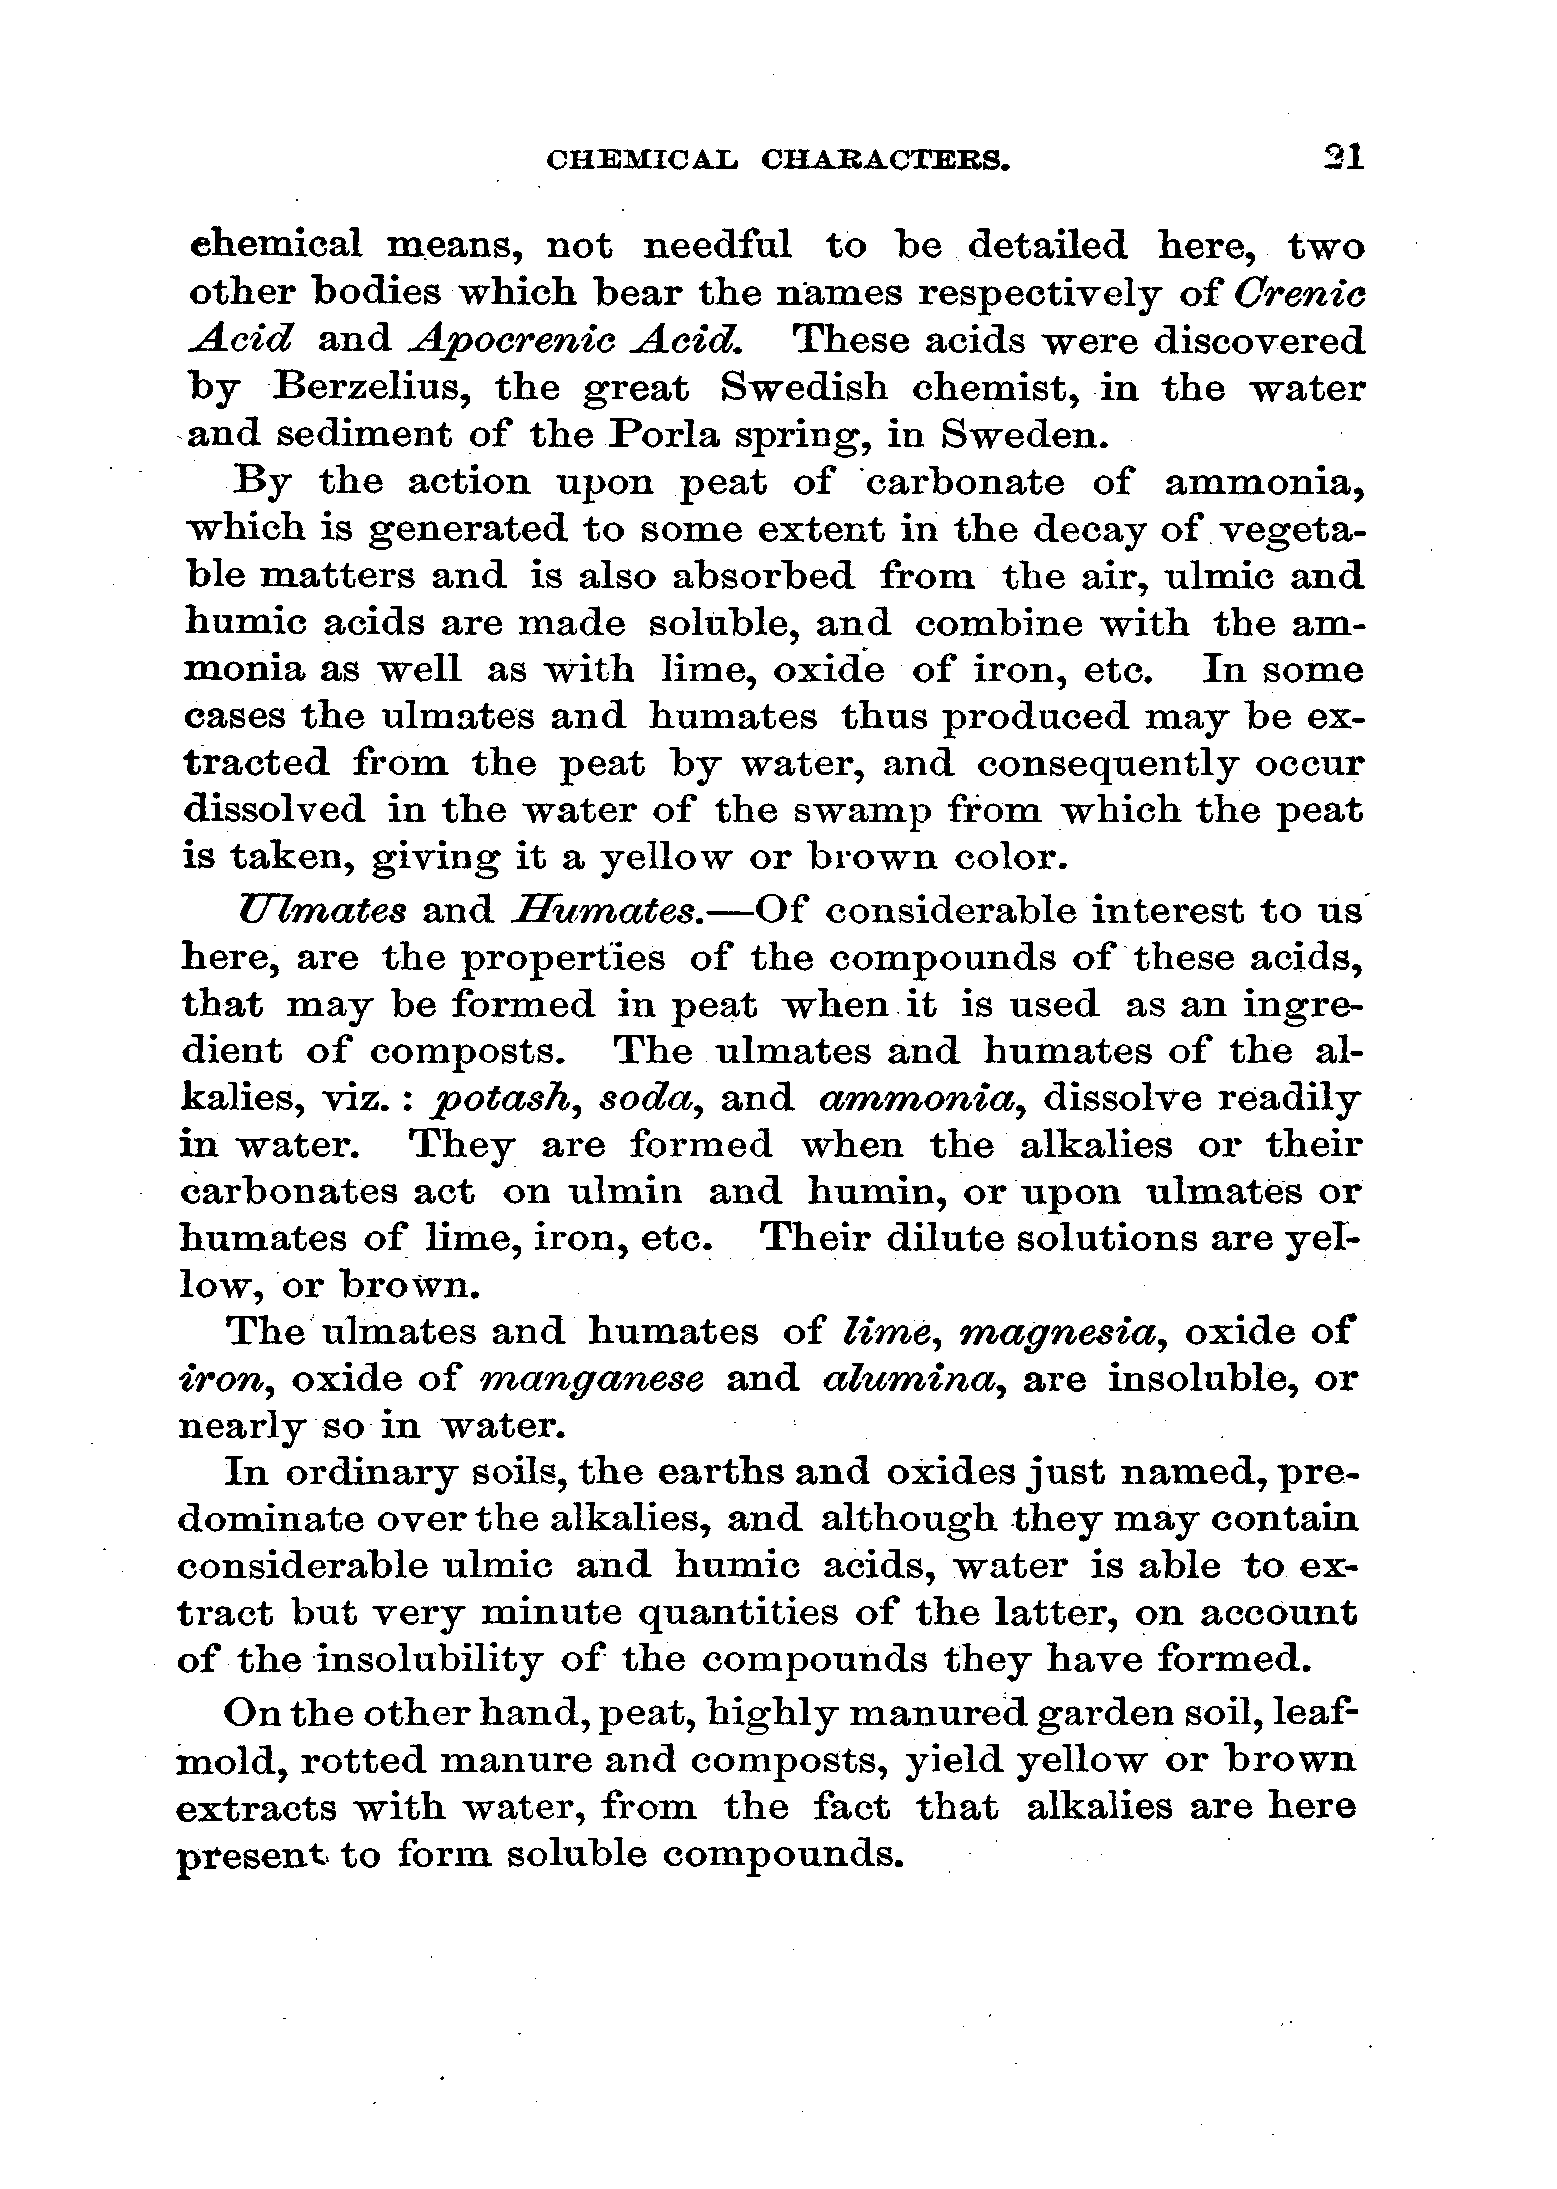 CHEMICAL CHARACTERS. 21
chemical means, not needful to be detailed here, two
other bodies which bear the names respectively of Crenic
Acid and Apocrenic Acid. These acids were discovered
by Berzelius, the great Swedish chemist, in the water
and sediment of the Porla spring, in Sweden.
By the action upon peat of carbonate of ammonia,
which is generated to some extent in the decay of vegeta-
ble matters and is also absorbed from the air, ulmic and
humic acids are made soluble, and combine with the am-
monia as well as with lime, oxide of iron, etc. In some
cases the ulmates and humates thus produced may be ex-
tracted from the peat by water, and consequently occur
dissolved in the water of the swamp from which the peat
is taken, giving it a yellow or brown color.
Ulmates and Humates.—Of considerable interest to us
here, are the properties of the compounds of these acids,
that may be formed in peat when it is used as an ingre-
dient of composts. The ulmates and humates of the al-
kalies, viz. : potash, soda, and ammonia, dissolve readily
in water. They are formed when the alkalies or their
carbonates act on ulmin and humin, or upon ulmates or
humates of lime, iron, etc. Their dilute solutions are yel-
low, or brown.
The ulmates and humates of lime, magnesia, oxide of
iron, oxide of manganese and alumina, are insoluble, or
nearly so in water.
In ordinary soils, the earths and oxides just named, pre-
dominate over the alkalies, and although they may contain
considerable ulmic and humic acids, water is able to ex-
tract but very minute quantities of the latter, on account
of the insolubility of the compounds they have formed.
On the other hand, peat, highly manured garden soil, leaf-
mold, rotted manure and composts, yield yellow or brown
extracts with water, from the fact that alkalies are here
present to form soluble compounds.